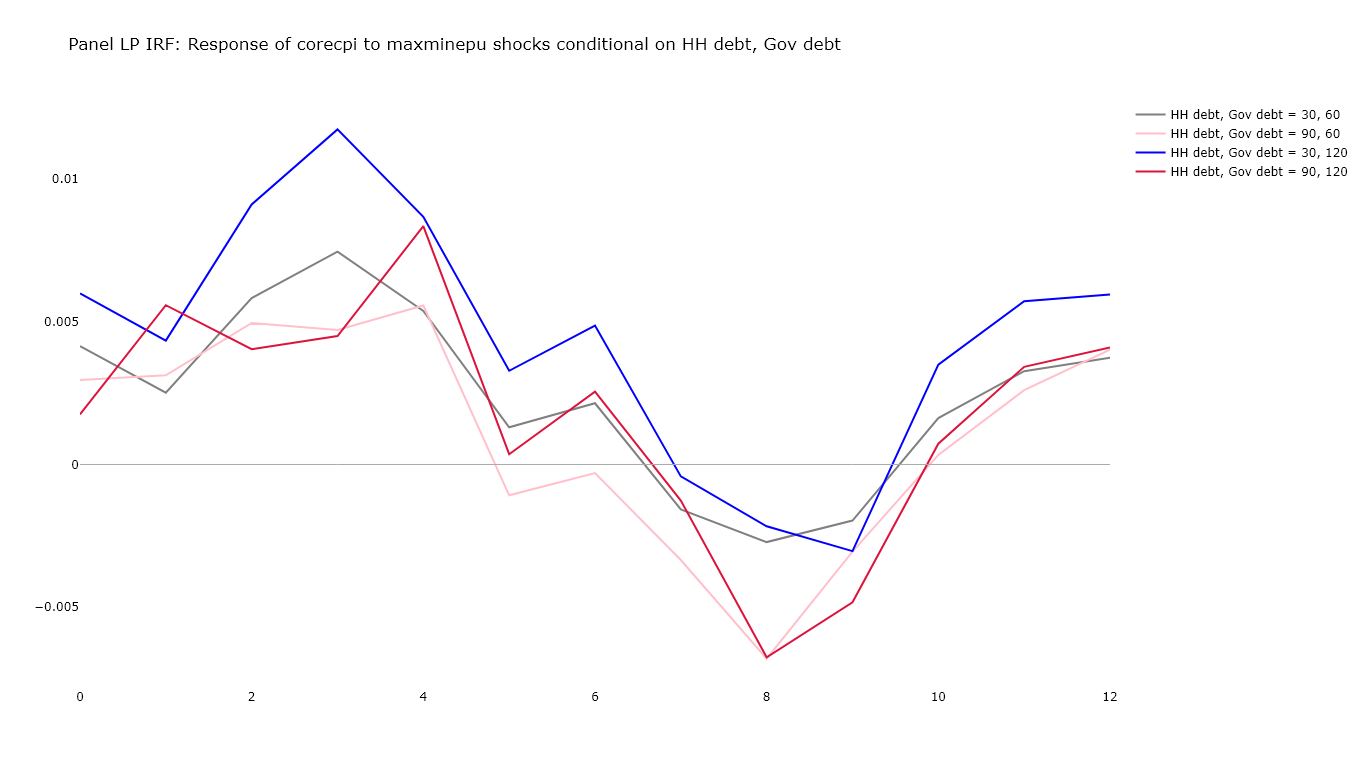 Panel LP IRF: Response of corecpi to maxminepu shocks conditional on HH debt, Gov debt
HH debt, Gov debt = 30, 60
HH debt, Gov debt = 90, 60
HH debt, Gov debt = 30, 120
HH debt, Gov debt = 90, 120
0.01
0.005
0
−0.005
0 2 4 6 8 10 12